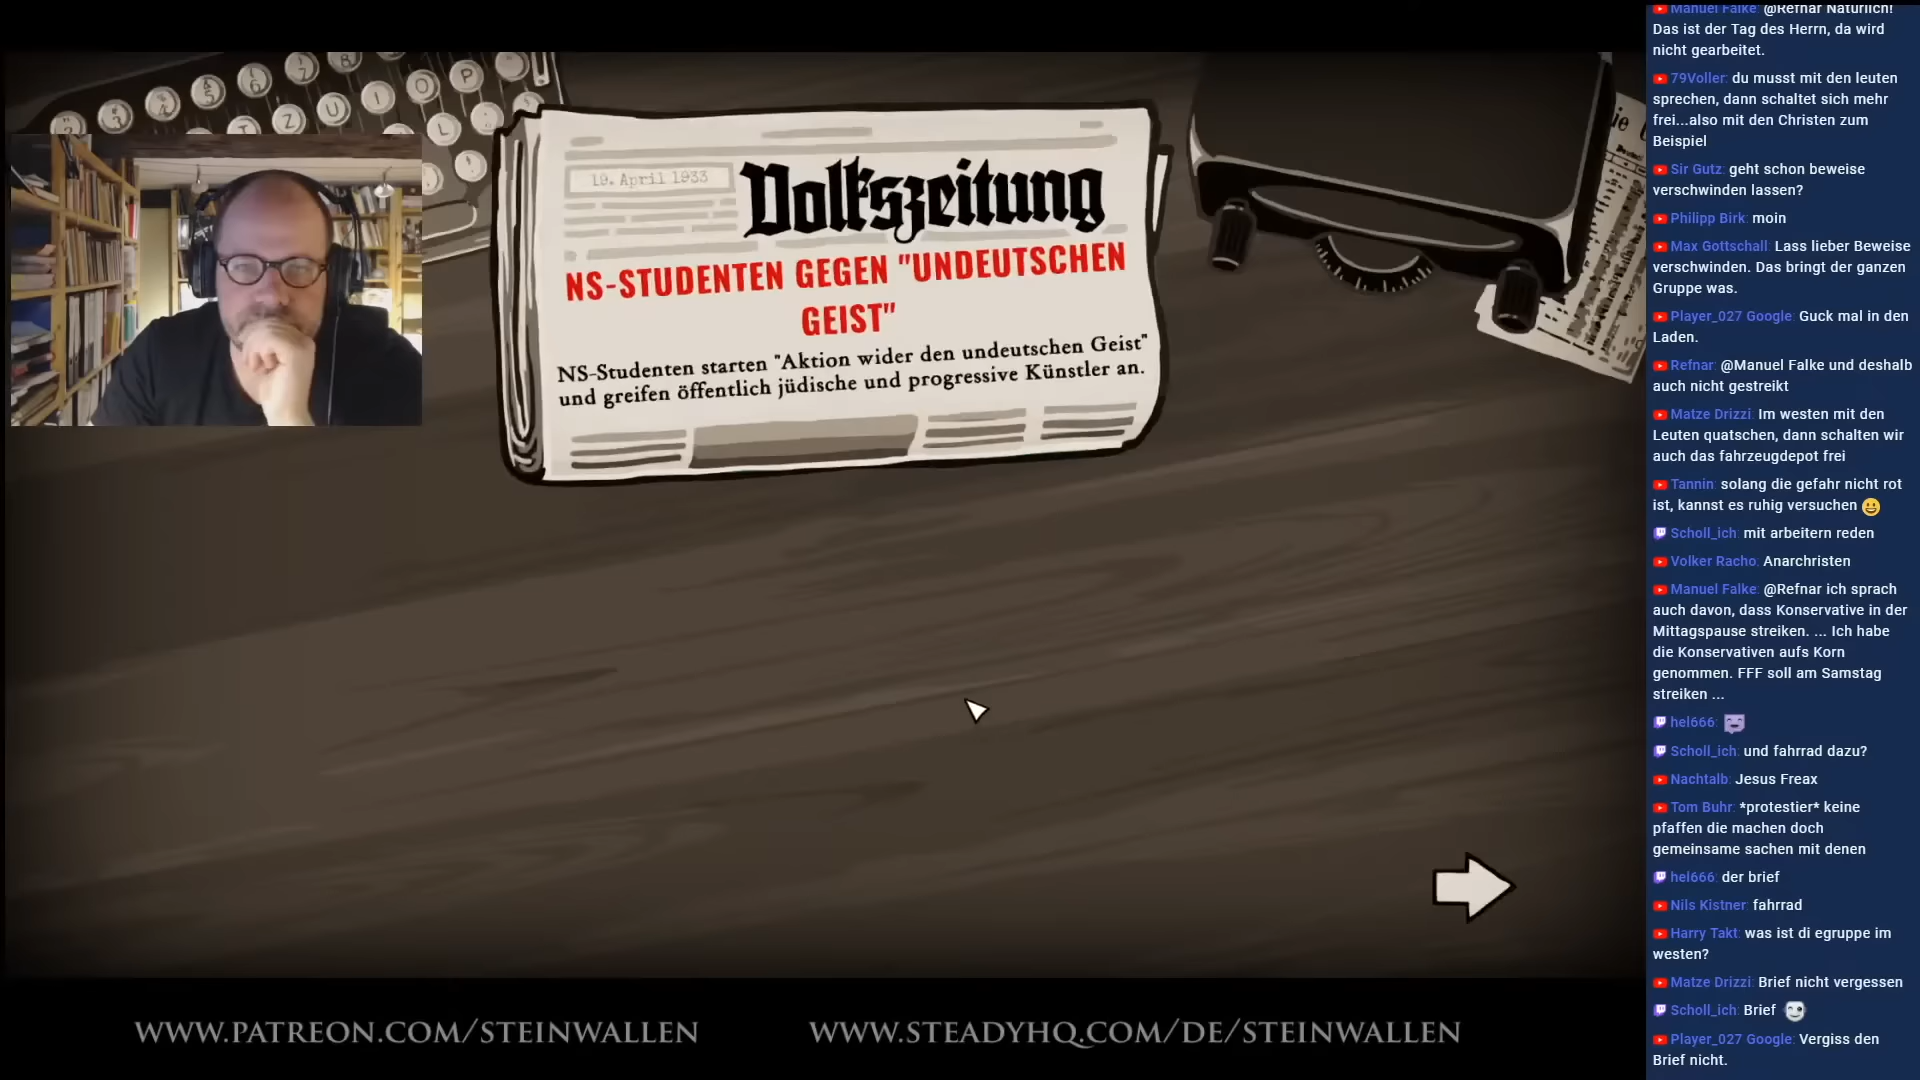 19. April 1933
Volkszeitung
NS-STUDENTEN GEGEN "UNDEUTSCHEN
GEIST"
NS-Studenten starten "Aktion wider den undeutschen Geist"
und greifen öffentlich jüdische und progressive Künstler an.
WWW.PATREON.COM/STEINWALLEN
WWW.STEADYHQ.COM/DE/STEINWALLEN
Manuel Falke: @Refnar Natürlich!
Das ist der Tag des Herrn, da wird
nicht gearbeitet.
79Voller: du musst mit den leuten
sprechen, dann schaltet sich mehr
frei...also mit den Christen zum
Beispiel
Sir Gutz: geht schon beweise
verschwinden lassen?
Philipp Birk: moin
Max Gottschall: Lass lieber Beweise
verschwinden. Das bringt der ganzen
Gruppe was.
Player_027 Google: Guck mal in den
Laden.
Refnar: @Manuel Falke und deshalb
auch nicht gestreikt
Matze Drizzi: Im westen mit den
Leuten quatschen, dann schalten wir
auch das fahrzeugdepot frei
Tannin: solang die gefahr nicht rot
ist, kannst es ruhig versuchen
Scholl_ich: mit arbeitern reden
Volker Racho: Anarchristen
Manuel Falke: @Refnar ich sprach
auch davon, dass Konservative in der
Mittagspause streiken. ... Ich habe
die Konservativen aufs Korn
genommen. FFF soll am Samstag
streiken ...
hel666:
Scholl_ich: und fahrrad dazu?
Nachtalb: Jesus Freax
Tom Buhr: *protestier* keine
pfaffen die machen doch
gemeinsame sachen mit denen
hel666: der brief
Nils Kistner: fahrrad
Harry Takt: was ist di egruppe im
westen?
Matze Drizzi: Brief nicht vergessen
Scholl_ich: Brief
Player_027 Google: Vergiss den
Brief nicht.